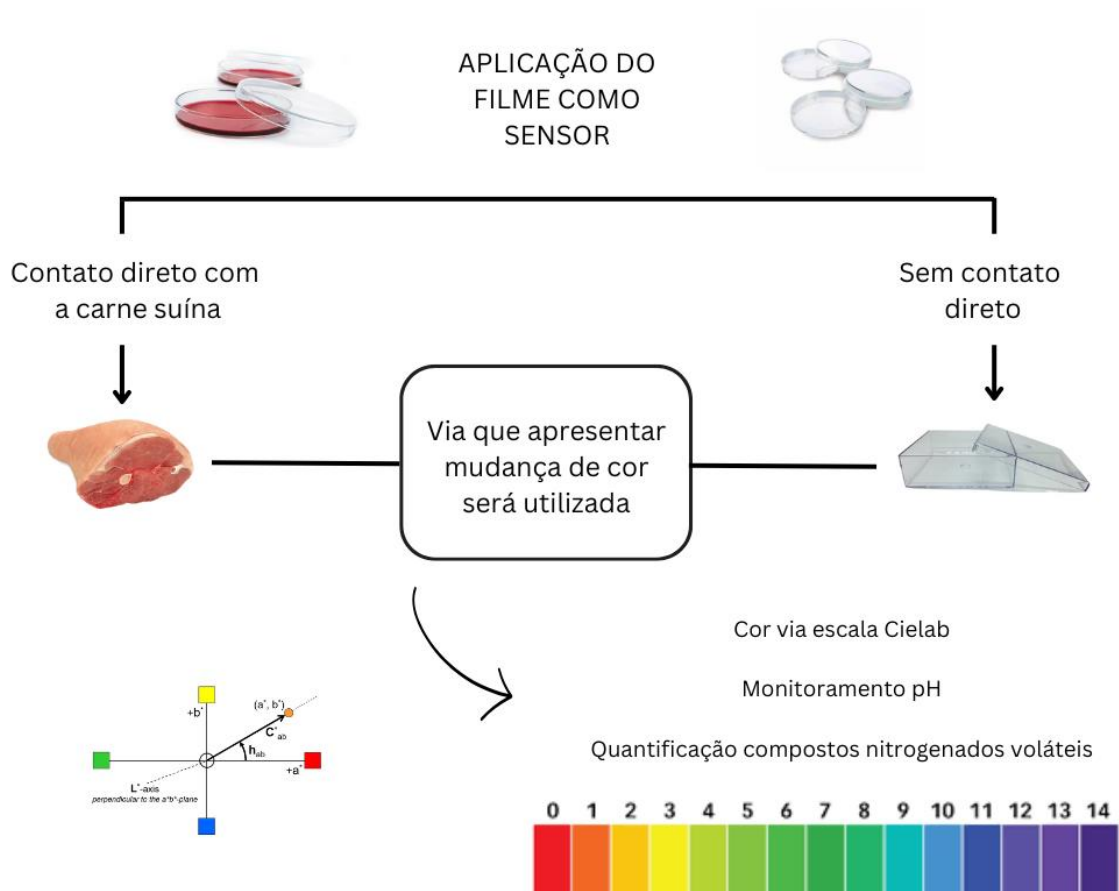 APLICAÇÃO DO
FILME COMO
SENSOR
Contato direto com
a carne suína
Sem contato
direto
Via que apresentar
mudança de cor
será utilizada
Cor via escala Cielab
Monitoramento pH
Quantificação compostos nitrogenados voláteis
+b*
(a*, b*)
C*ab
hab
+a*
L*-axis
perpendicular to the a*b*-plane
0 1 2 3 4 5 6 7 8 9 10 11 12 13 14